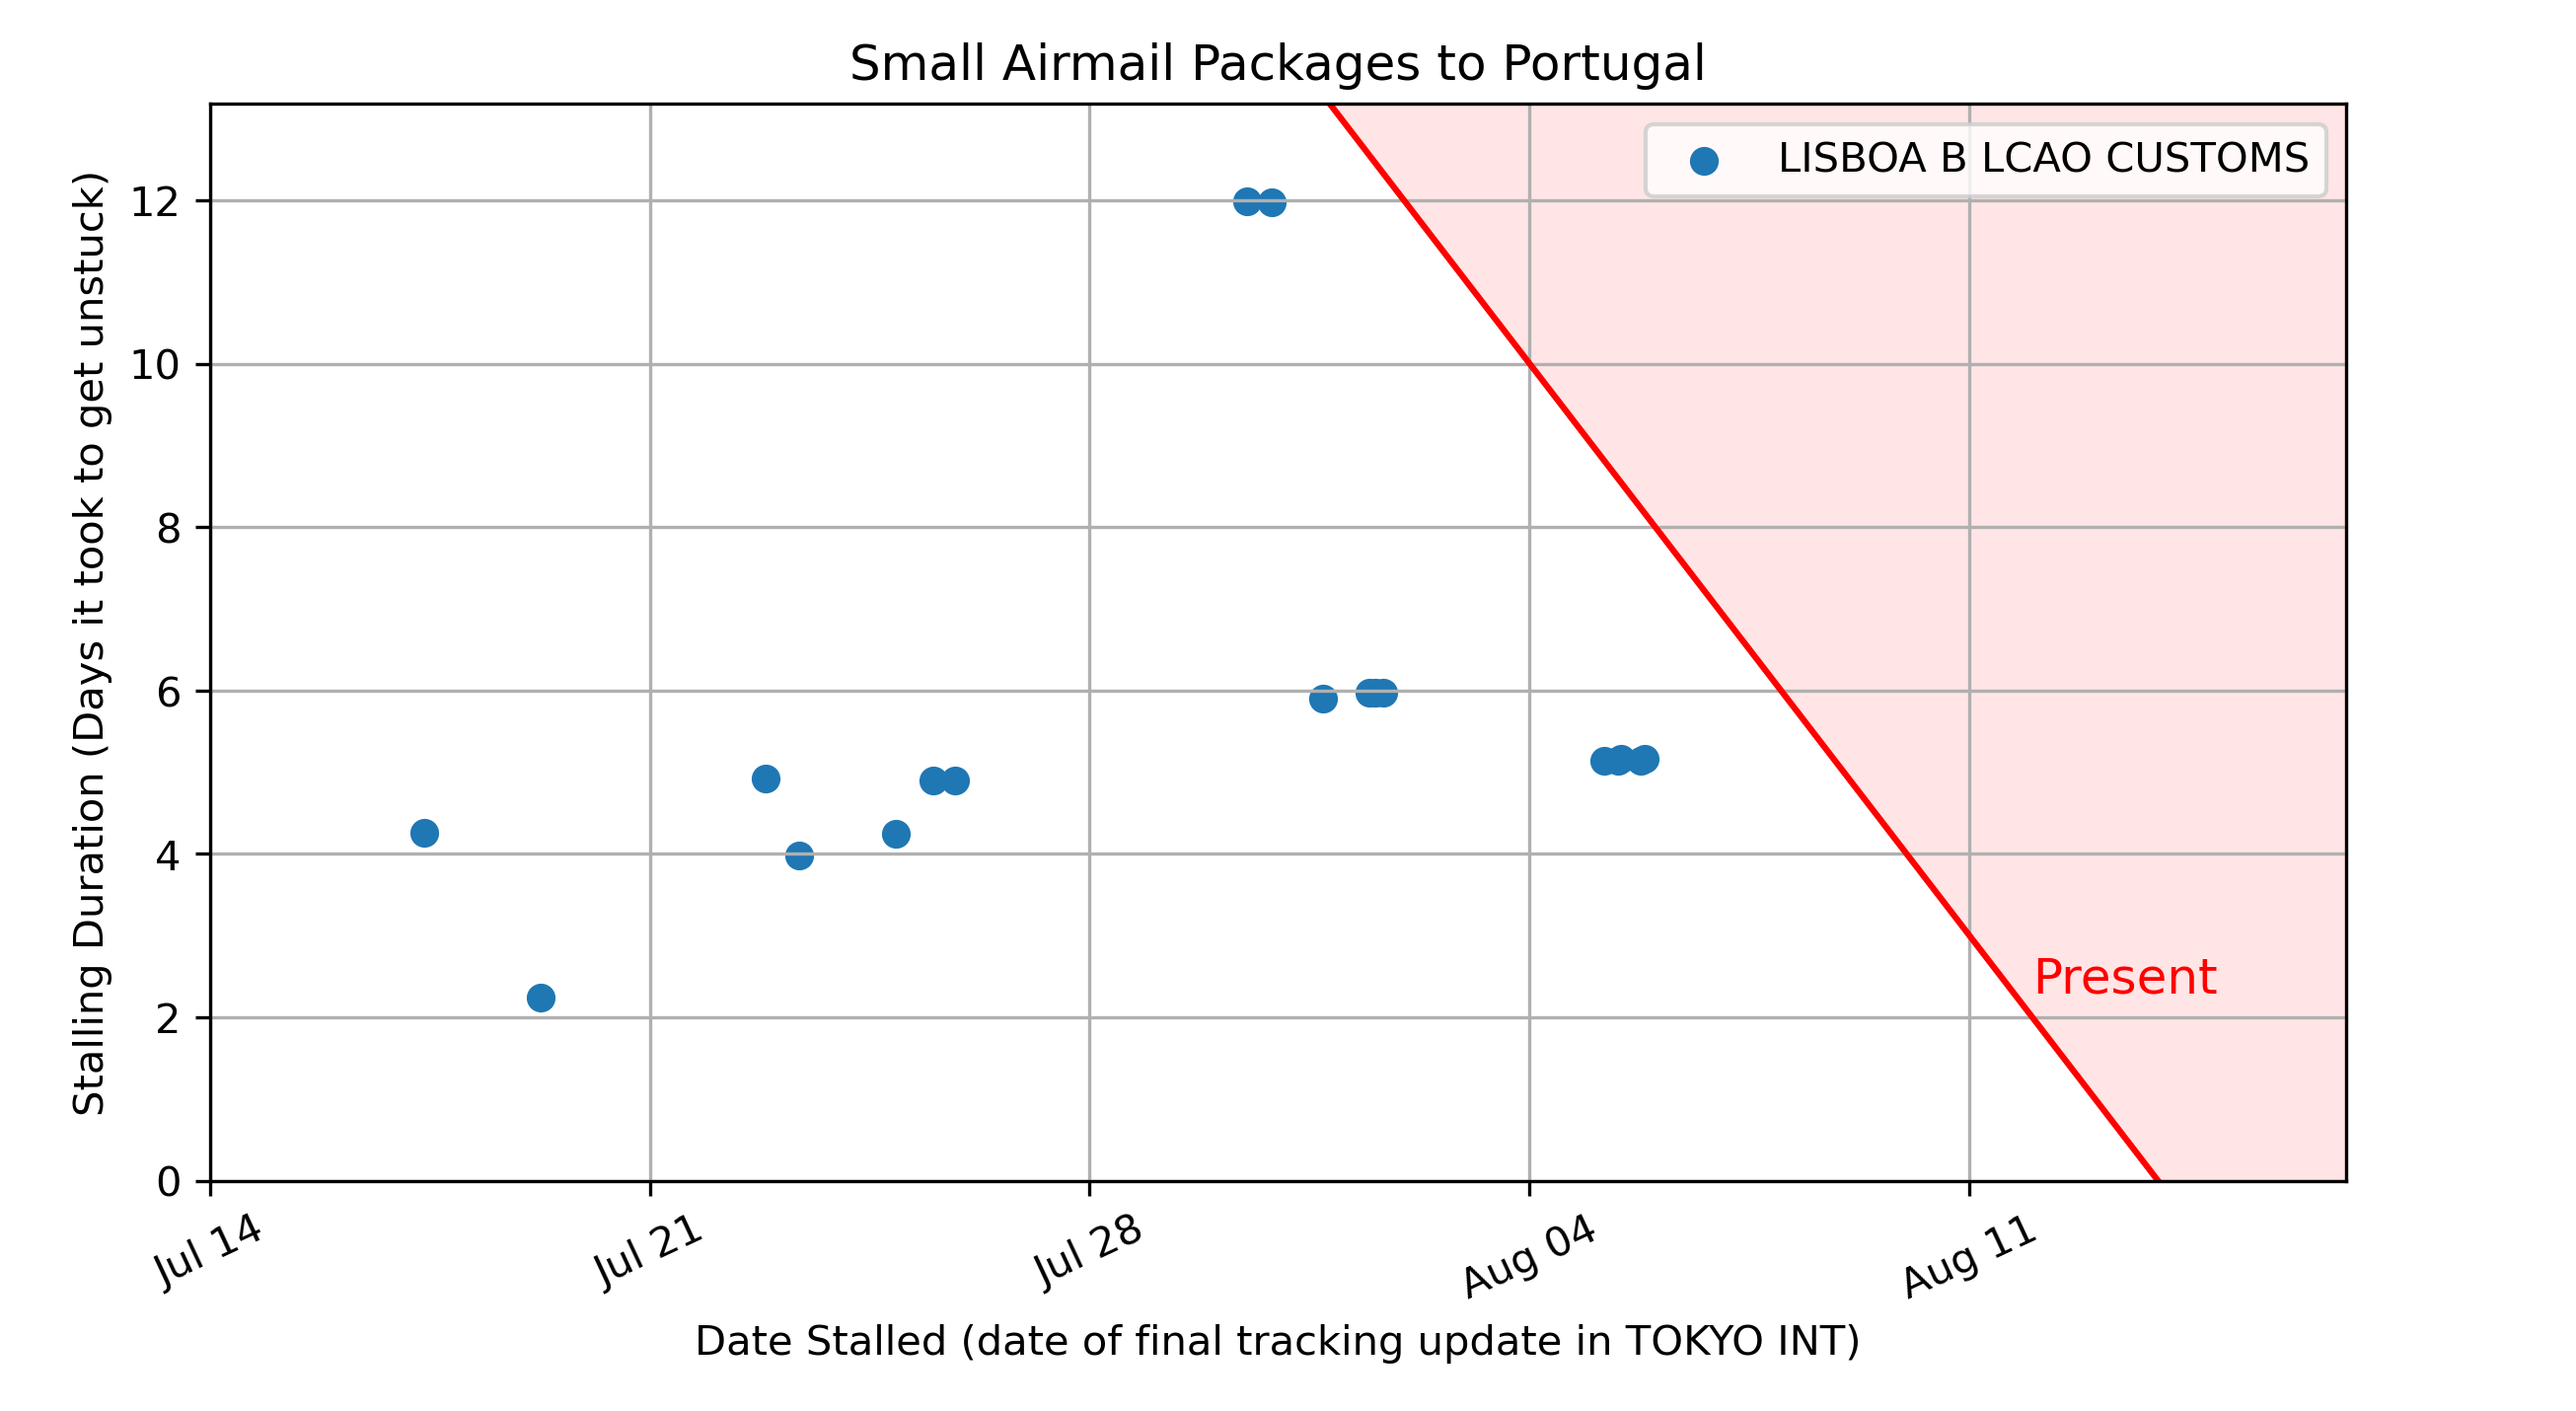 Small Airmail Packages to Portugal
LISBOA B LCAO CUSTOMS
Stalling Duration (Days it took to get unstuck)
12
10
8
6
4
2
0
Present
Jul 14
Jul 21
Jul 28
Aug 04
Aug 11
Date Stalled (date of final tracking update in TOKYO INT)